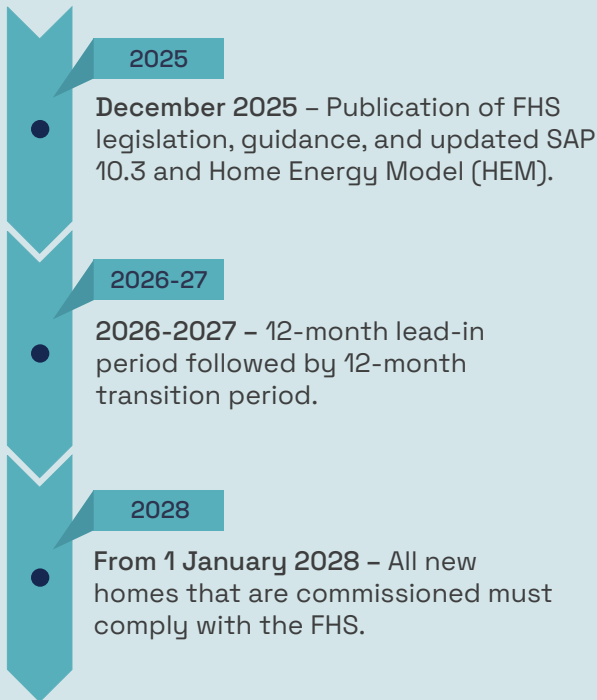 2025
December 2025 – Publication of FHS
legislation, guidance, and updated SAP
10.3 and Home Energy Model (HEM).
2026-27
2026-2027 – 12-month lead-in
period followed by 12-month
transition period.
2028
From 1 January 2028 – All new
homes that are commissioned must
comply with the FHS.